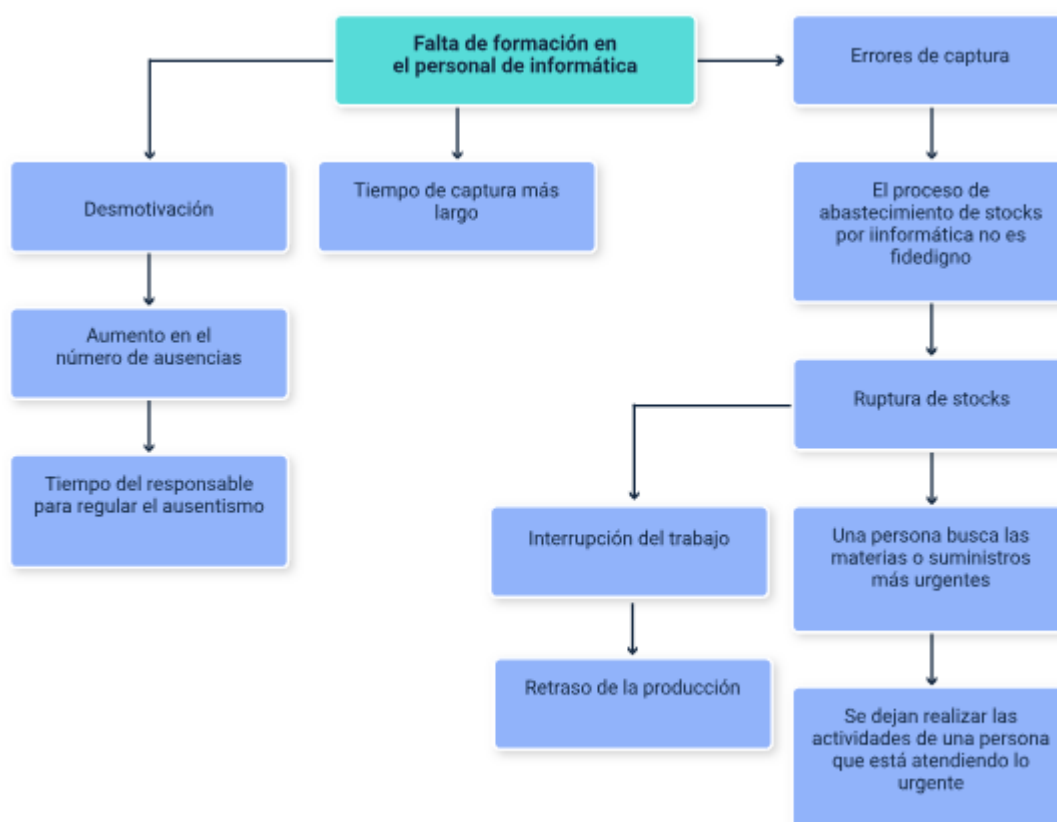 Falta de formación en
el personal de informática
Errores de captura
Desmotivación
Tiempo de captura más
largo
El proceso de
abastecimiento de stocks
por iinformática no es
fidedigno
Aumento en el
número de ausencias
Ruptura de stocks
Tiempo del responsable
para regular el ausentismo
Interrupción del trabajo
Una persona busca las
materias o suministros
más urgentes
Retraso de la producción
Se dejan realizar las
actividades de una persona
que está atendiendo lo
urgente